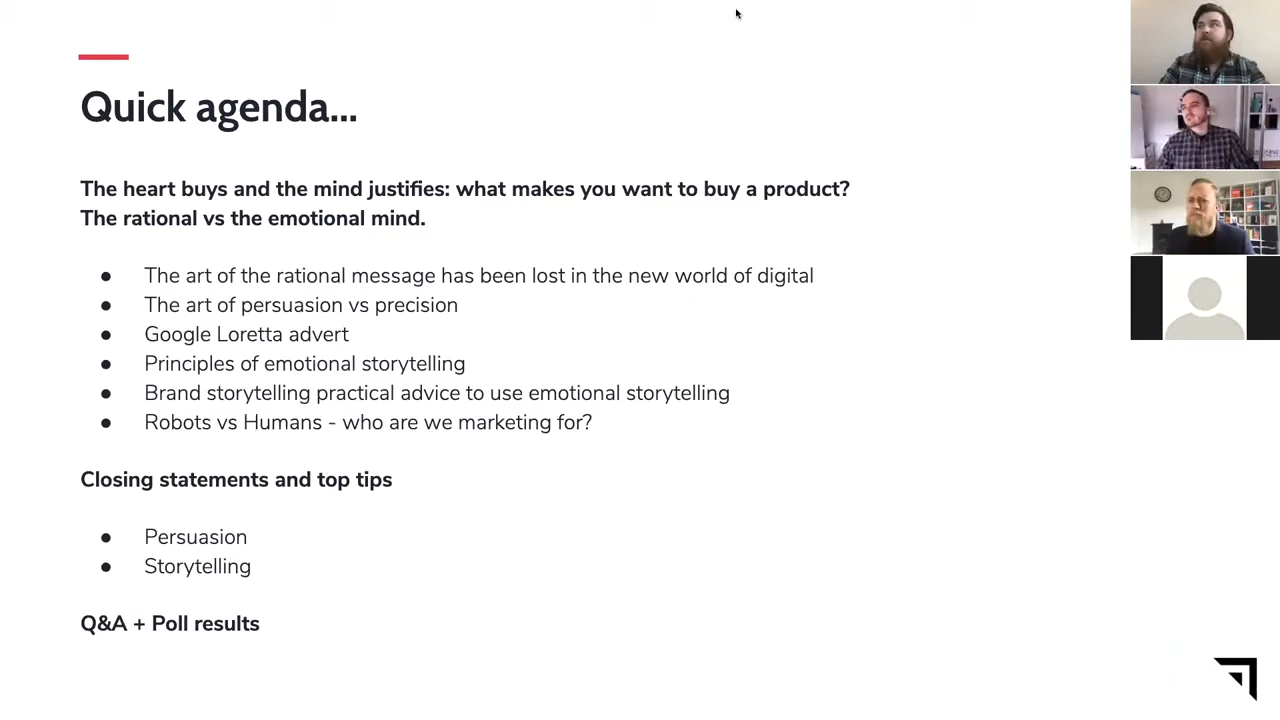 Quick agenda...
The heart buys and the mind justifies: what makes you want to buy a product?
The rational vs the emotional mind.
● The art of the rational message has been lost in the new world of digital
● The art of persuasion vs precision
● Google Loretta advert
● Principles of emotional storytelling
● Brand storytelling practical advice to use emotional storytelling
● Robots vs Humans - who are we marketing for?
Closing statements and top tips
● Persuasion
● Storytelling
Q&A + Poll results